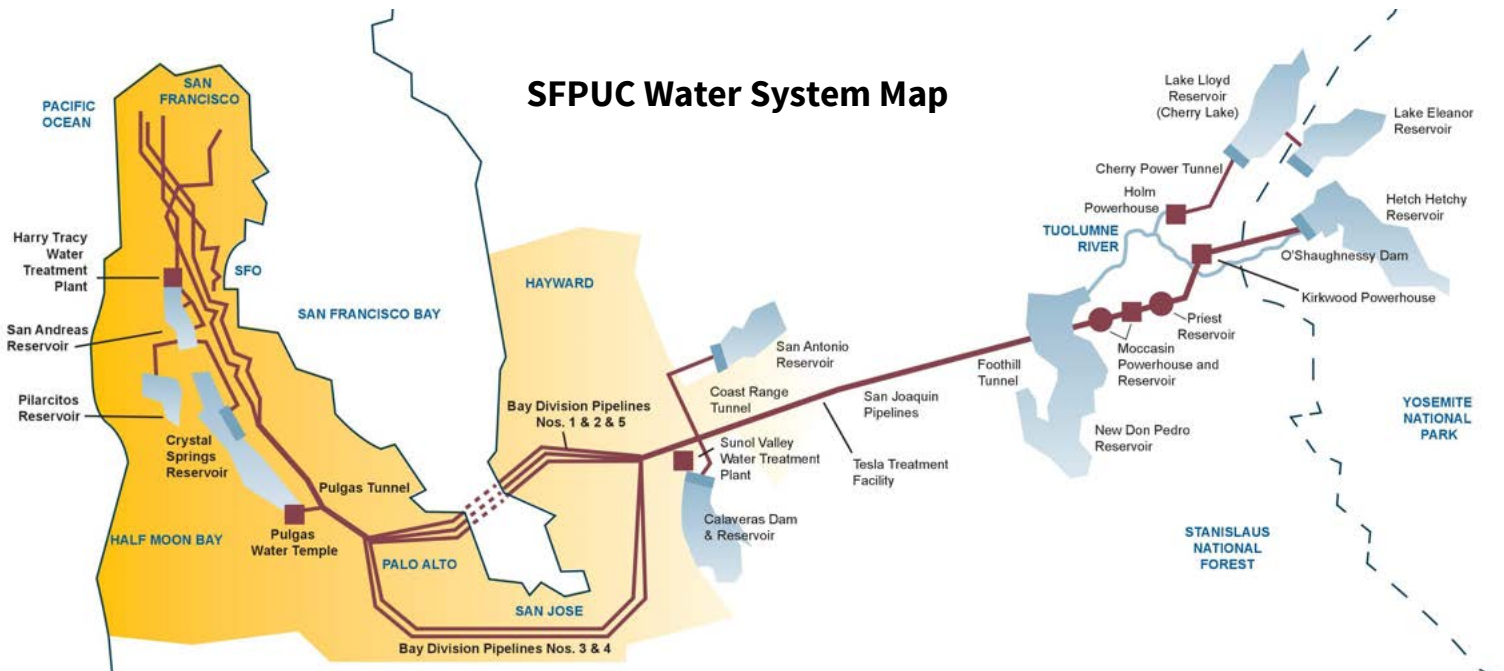 SFPUC Water System Map
SAN
FRANCISCO
PACIFIC
OCEAN
Harry Tracy
Water
Treatment
Plant
SFO
San Andreas
Reservoir
Pilarcitos
Reservoir
Crystal
Springs
Reservoir
SAN FRANCISCO BAY
HAYWARD
Pulgas Tunnel
Pulgas
Water Temple
HALF MOON BAY
PALO ALTO
SAN JOSE
Bay Division Pipelines
Nos. 1 & 2 & 5
Bay Division Pipelines Nos. 3 & 4
San Antonio
Reservoir
Coast Range
Tunnel
Sunol Valley
Water Treatment
Plant
Calaveras Dam
& Reservoir
Tesla Treatment
Facility
San Joaquin
Pipelines
Foothill
Tunnel
New Don Pedro
Reservoir
Moccasin
Powerhouse and
Reservoir
Priest
Reservoir
Kirkwood Powerhouse
O'Shaughnessy Dam
Hetch Hetchy
Reservoir
Lake Eleanor
Reservoir
Lake Lloyd
Reservoir
(Cherry Lake)
Cherry Power Tunnel
Holm
Powerhouse
TUOLUMNE
RIVER
YOSEMITE
NATIONAL
PARK
STANISLAUS
NATIONAL
FOREST